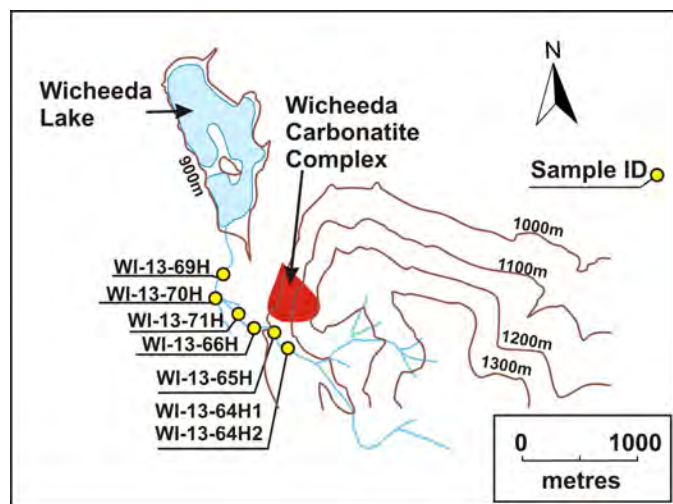 Wicheeda
Lake
Wicheeda
Carbonatite
Complex
N
Sample ID
900m
1000m
1100m
1200m
1300m
WI-13-69H
WI-13-70H
WI-13-71H
WI-13-66H
WI-13-65H
WI-13-64H1
WI-13-64H2
0 1000
metres